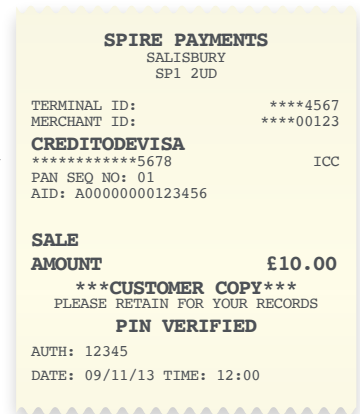 SPIRE PAYMENTS
SALISBURY
SP1 2UD
TERMINAL ID: ****4567
MERCHANT ID: ****00123
CREDITODEVISA
************5678 ICC
PAN SEQ NO: 01
AID: A00000000123456
SALE
AMOUNT £10.00
***CUSTOMER COPY***
PLEASE RETAIN FOR YOUR RECORDS
PIN VERIFIED
AUTH: 12345
DATE: 09/11/13 TIME: 12:00